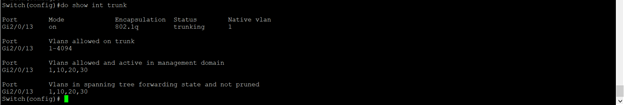 Switch(config)#do show int trunk
Port Mode Encapsulation Status Native vlan
Gi2/0/13 on 802.1q trunking 1
Port Vlans allowed on trunk
Gi2/0/13 1-4094
Port Vlans allowed and active in management domain
Gi2/0/13 1,10,20,30
Port Vlans in spanning tree forwarding state and not pruned
Gi2/0/13 1,10,20,30
Switch(config)#